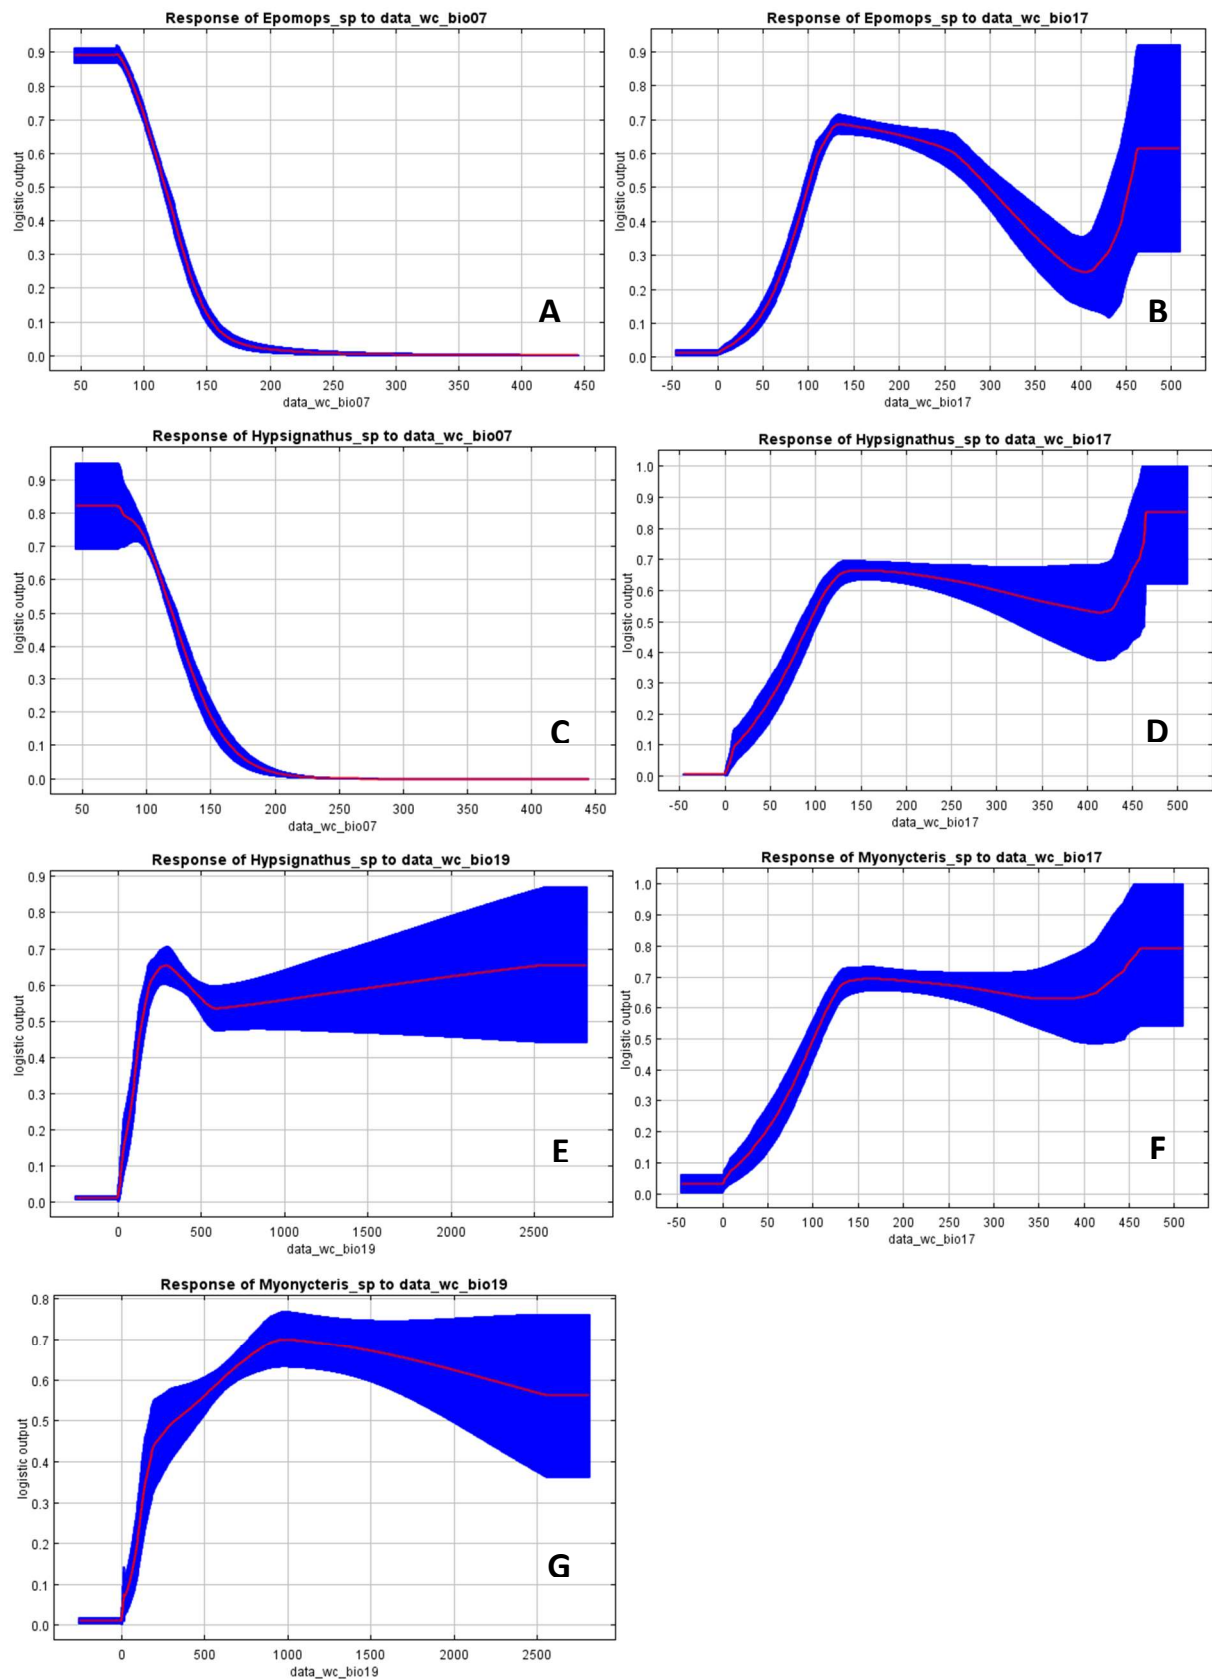 Response of Epomops_sp to data_wc_bio07
0.9
0.8
0.7
0.6
0.5
0.4
0.3
0.2
0.1
0.0
logistic output
A
50 100 150 200 250 300 350 400 450
data_wc_bio07
Response of Epomops_sp to data_wc_bio17
0.9
0.8
0.7
0.6
0.5
0.4
0.3
0.2
0.1
0.0
logistic output
B
-50 0 50 100 150 200 250 300 350 400 450 500
data_wc_bio17
Response of Hypsignathus_sp to data_wc_bio07
0.9
0.8
0.7
0.6
0.5
0.4
0.3
0.2
0.1
0.0
logistic output
C
50 100 150 200 250 300 350 400 450
data_wc_bio07
Response of Hypsignathus_sp to data_wc_bio17
1.0
0.9
0.8
0.7
0.6
0.5
0.4
0.3
0.2
0.1
0.0
logistic output
D
-50 0 50 100 150 200 250 300 350 400 450 500
data_wc_bio17
Response of Hypsignathus_sp to data_wc_bio19
0.9
0.8
0.7
0.6
0.5
0.4
0.3
0.2
0.1
0.0
logistic output
E
0 500 1000 1500 2000 2500
data_wc_bio19
Response of Myonycteris_sp to data_wc_bio17
1.0
0.9
0.8
0.7
0.6
0.5
0.4
0.3
0.2
0.1
0.0
logistic output
F
-50 0 50 100 150 200 250 300 350 400 450 500
data_wc_bio17
Response of Myonycteris_sp to data_wc_bio19
0.8
0.7
0.6
0.5
0.4
0.3
0.2
0.1
0.0
logistic output
G
0 500 1000 1500 2000 2500
data_wc_bio19